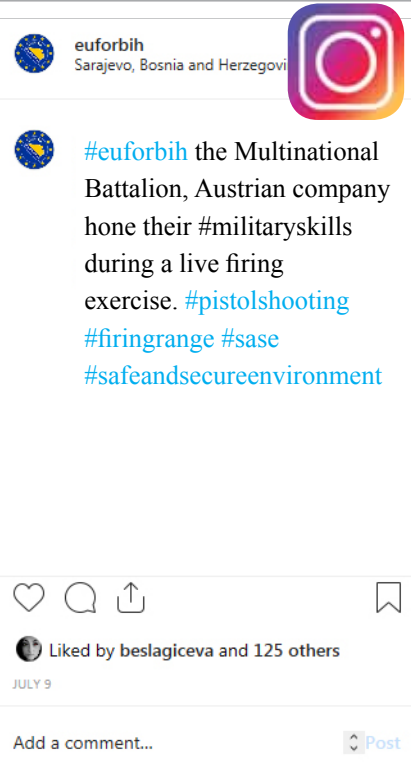 euforbih
Sarajevo, Bosnia and Herzegovi
#euforbih the Multinational
Battalion, Austrian company
hone their #militaryskills
during a live firing
exercise. #pistolshooting
#firingrange #sase
#safeandsecureenvironment
Liked by beslagiceva and 125 others
JULY 9
Add a comment...
Post